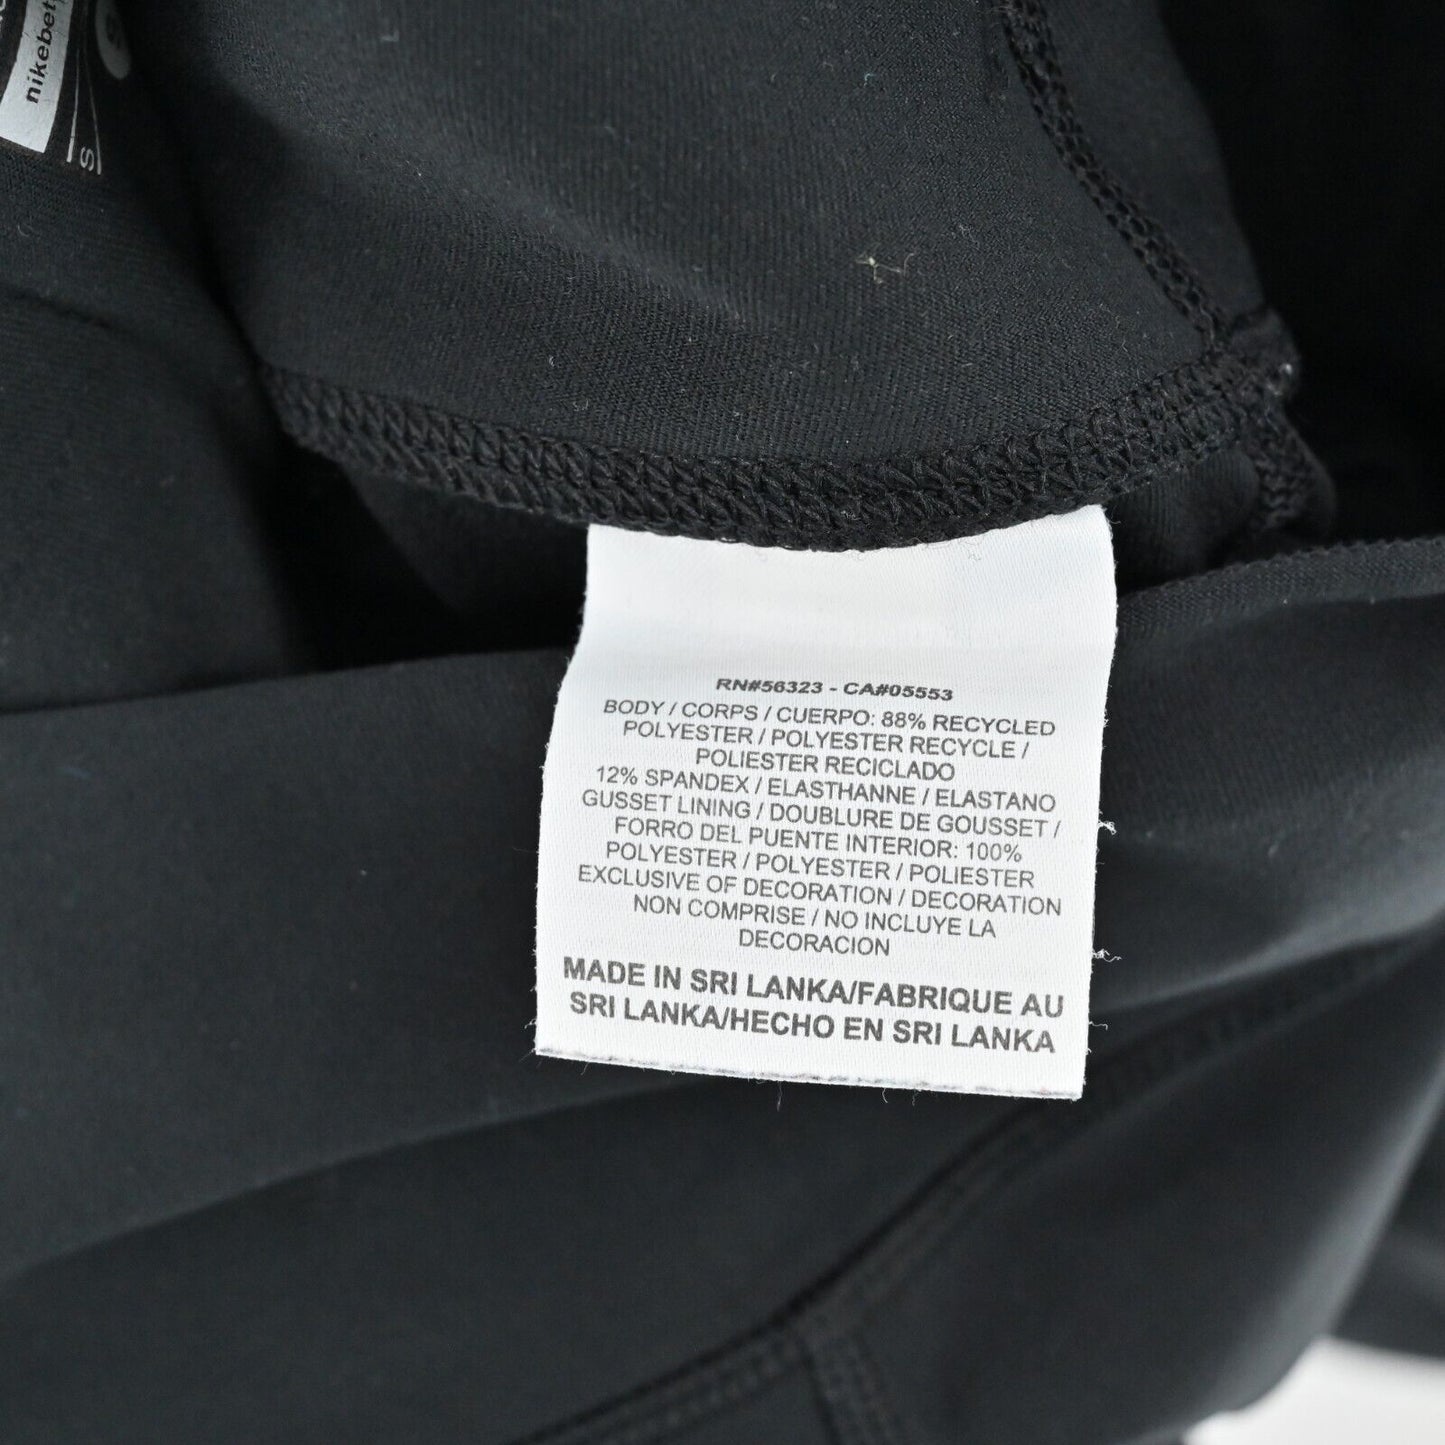 nikebet
S
RN#56323 - CA#05553
BODY / CORPS / CUERPO: 88% RECYCLED
POLYESTER / POLYESTER RECYCLE /
POLIESTER RECICLADO
12% SPANDEX / ELASTHANNE / ELASTANO
GUSSET LINING / DOUBLURE DE GOUSSET /
FORRO DEL PUENTE INTERIOR: 100%
POLYESTER / POLYESTER / POLIESTER
EXCLUSIVE OF DECORATION / DECORATION
NON COMPRISE / NO INCLUYE LA
DECORACION
MADE IN SRI LANKA/FABRIQUE AU
SRI LANKA/HECHO EN SRI LANKA